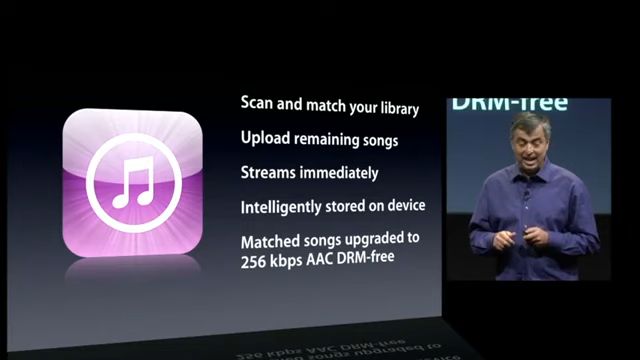 Scan and match your library
Upload remaining songs
Streams immediately
Intelligently stored on device
Matched songs upgraded to
256 kbps AAC DRM-free
DRM-free